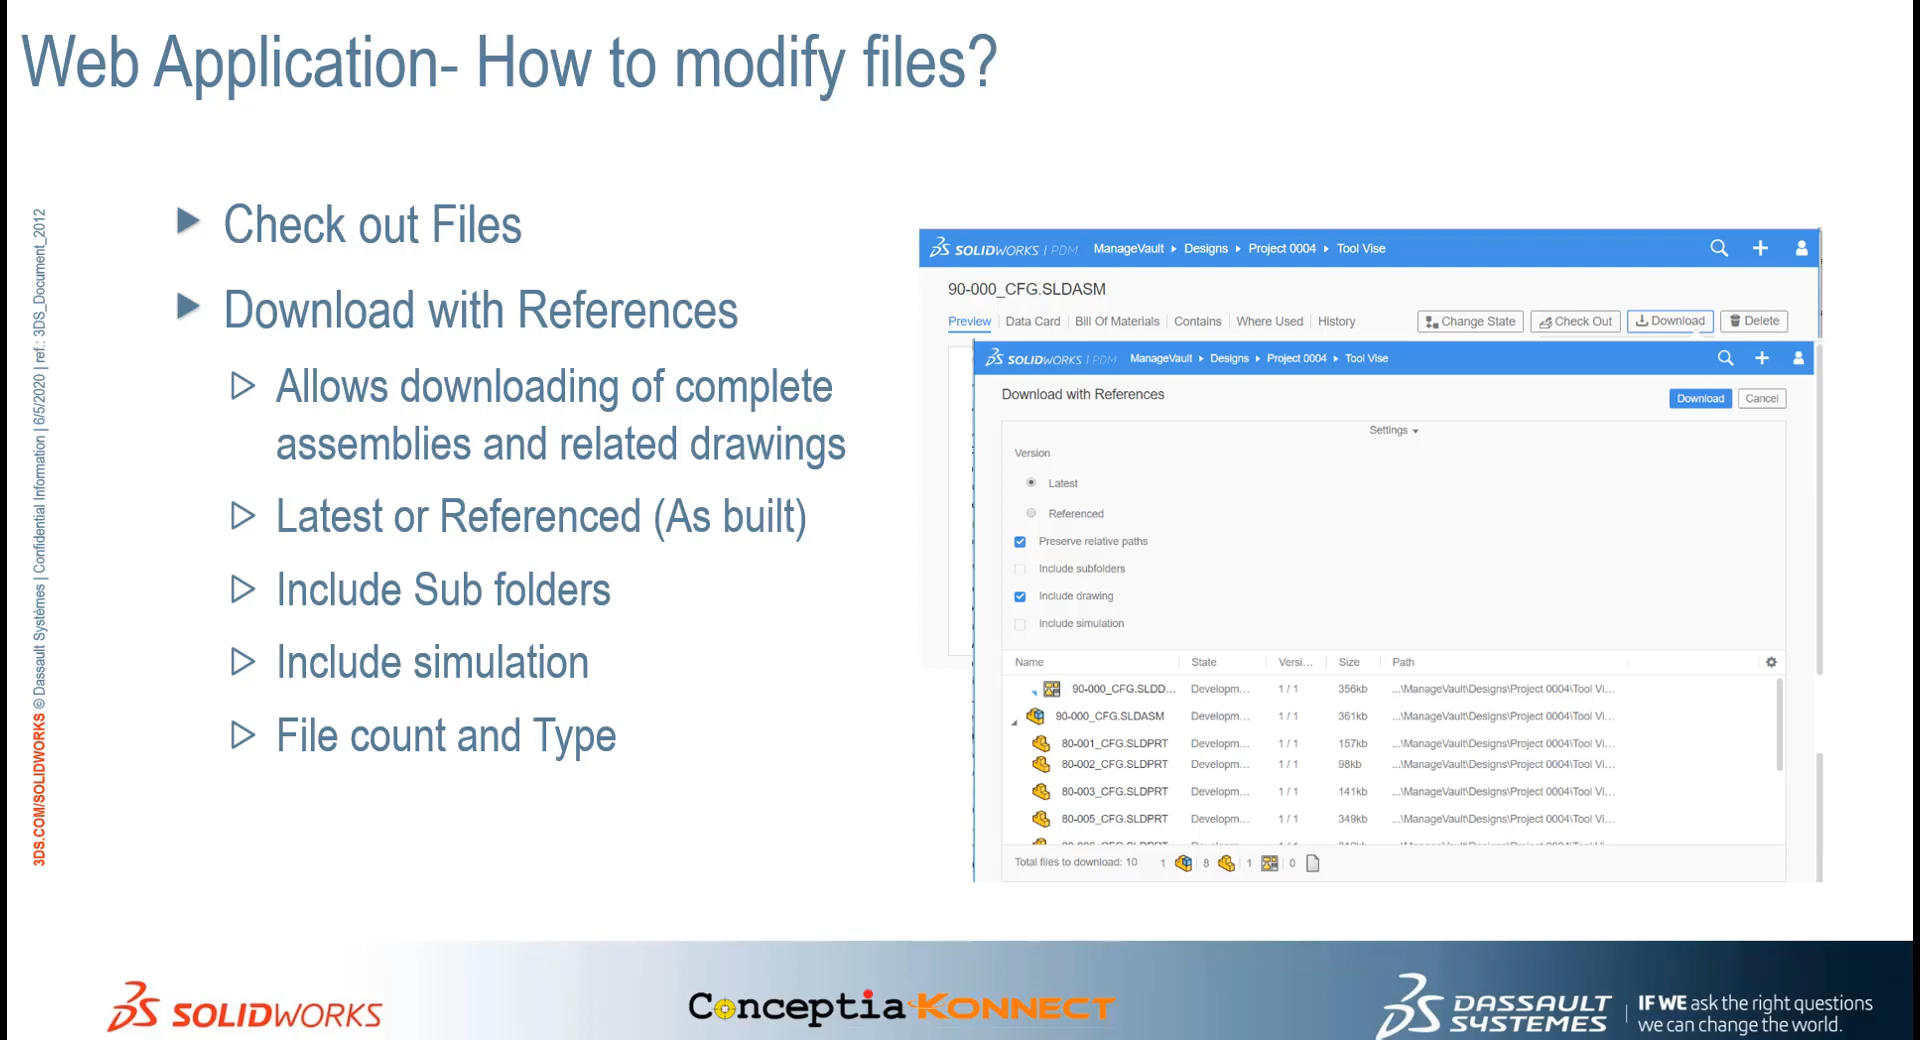 Web Application- How to modify files?
Check out Files
Download with References
Allows downloading of complete
assemblies and related drawings
Latest or Referenced (As built)
Include Sub folders
Include simulation
File count and Type
3DS.COM/SOLIDWORKS © Dassault Systèmes | Confidential Information | 6/5/2020 | ref.: 3DS_Document_2012
SOLIDWORKS | PDM ManageVault Designs Project 0004 Tool Vise
90-000_CFG.SLDASM
Preview Data Card Bill Of Materials Contains Where Used History Change State Check Out Download Delete
SOLIDWORKS | PDM ManageVault Designs Project 0004 Tool Vise
Download with References Download Cancel
Settings
Version
Latest
Referenced
Preserve relative paths
Include subfolders
Include drawing
Include simulation
Name State Versi... Size Path
90-000_CFG.SLDD... Developm... 1 / 1 356kb ...\ManageVault\Designs\Project 0004\Tool Vi...
90-000_CFG.SLDASM Developm... 1 / 1 361kb ...\ManageVault\Designs\Project 0004\Tool Vi...
80-001_CFG.SLDPRT Developm... 1 / 1 157kb ...\ManageVault\Designs\Project 0004\Tool Vi...
80-002_CFG.SLDPRT Developm... 1 / 1 98kb ...\ManageVault\Designs\Project 0004\Tool Vi...
80-003_CFG.SLDPRT Developm... 1 / 1 141kb ...\ManageVault\Designs\Project 0004\Tool Vi...
80-005_CFG.SLDPRT Developm... 1 / 1 349kb ...\ManageVault\Designs\Project 0004\Tool Vi...
Total files to download: 10 1 8 1 0
SOLIDWORKS
Conceptia KONNECT
DASSAULT
SYSTEMES
IF WE ask the right questions
we can change the world.